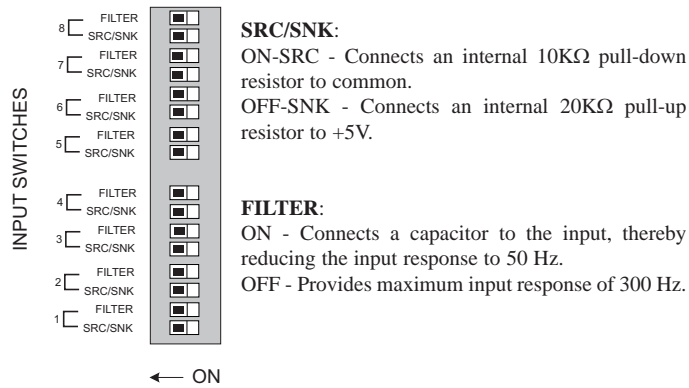 INPUT SWITCHES
8 FILTER
SRC/SNK
7 FILTER
SRC/SNK
6 FILTER
SRC/SNK
5 FILTER
SRC/SNK
4 FILTER
SRC/SNK
3 FILTER
SRC/SNK
2 FILTER
SRC/SNK
1 FILTER
SRC/SNK
← ON
SRC/SNK:
ON-SRC - Connects an internal 10KΩ pull-down
resistor to common.
OFF-SNK - Connects an internal 20KΩ pull-up
resistor to +5V.
FILTER:
ON - Connects a capacitor to the input, thereby
reducing the input response to 50 Hz.
OFF - Provides maximum input response of 300 Hz.